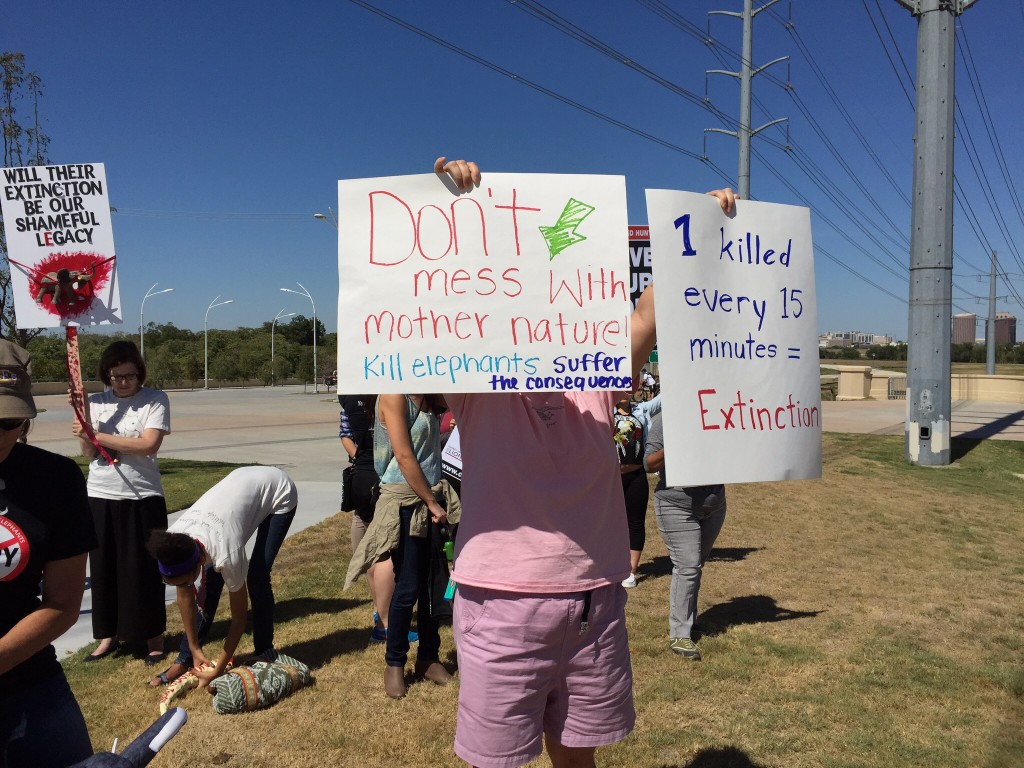 WILL THEIR
EXTINCTION
BE OUR
SHAMEFUL
LEGACY
Don't
mess with
mother nature!
Kill elephants suffer
the consequences
1 killed
every 15
minutes =
Extinction
ELEPHANTS